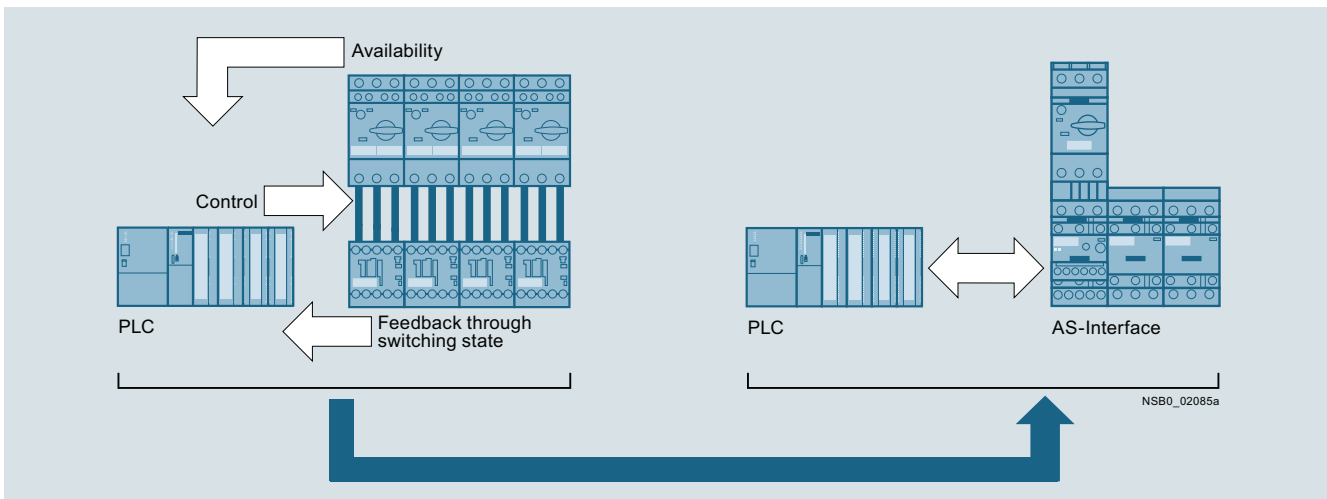 Availability
Control
PLC
Feedback through
switching state
PLC
AS-Interface
NSB0_02085a